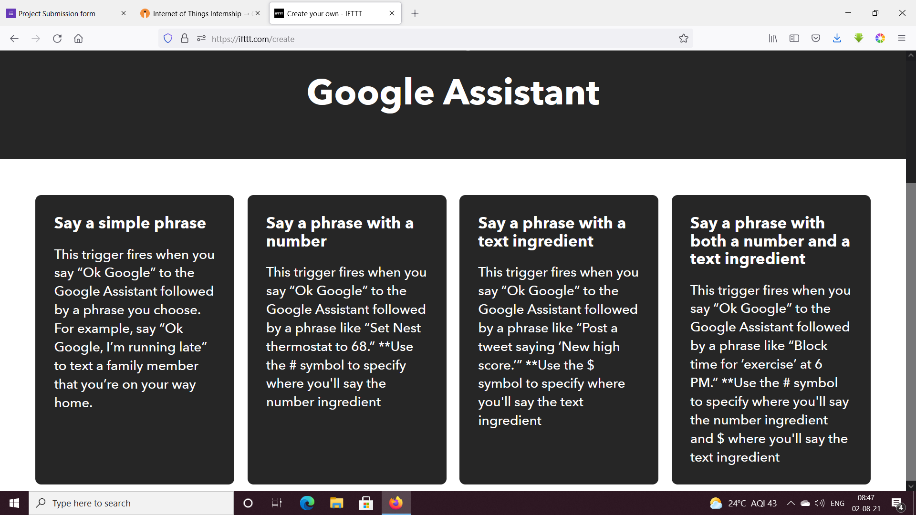 Project Submission form
Internet of Things Internship -
Create your own - IFTTT
https://ifttt.com/create
Google Assistant
Say a simple phrase
This trigger fires when you
say “Ok Google” to the
Google Assistant followed
by a phrase you choose.
For example, say “Ok
Google, I’m running late”
to text a family member
that you’re on your way
home.
Say a phrase with a
number
This trigger fires when you
say “Ok Google” to the
Google Assistant followed
by a phrase like “Set Nest
thermostat to 68.” **Use
the # symbol to specify
where you'll say the
number ingredient
Say a phrase with a
text ingredient
This trigger fires when you
say “Ok Google” to the
Google Assistant followed
by a phrase like “Post a
tweet saying ‘New high
score.’” **Use the $
symbol to specify where
you'll say the text
ingredient
Say a phrase with
both a number and a
text ingredient
This trigger fires when you
say “Ok Google” to the
Google Assistant followed
by a phrase like “Block
time for ‘exercise’ at 6
PM.” **Use the # symbol
to specify where you'll say
the number ingredient
and $ where you'll say the
text ingredient
Type here to search
24°C AQI 43
ENG
08:47
02-08-21
4